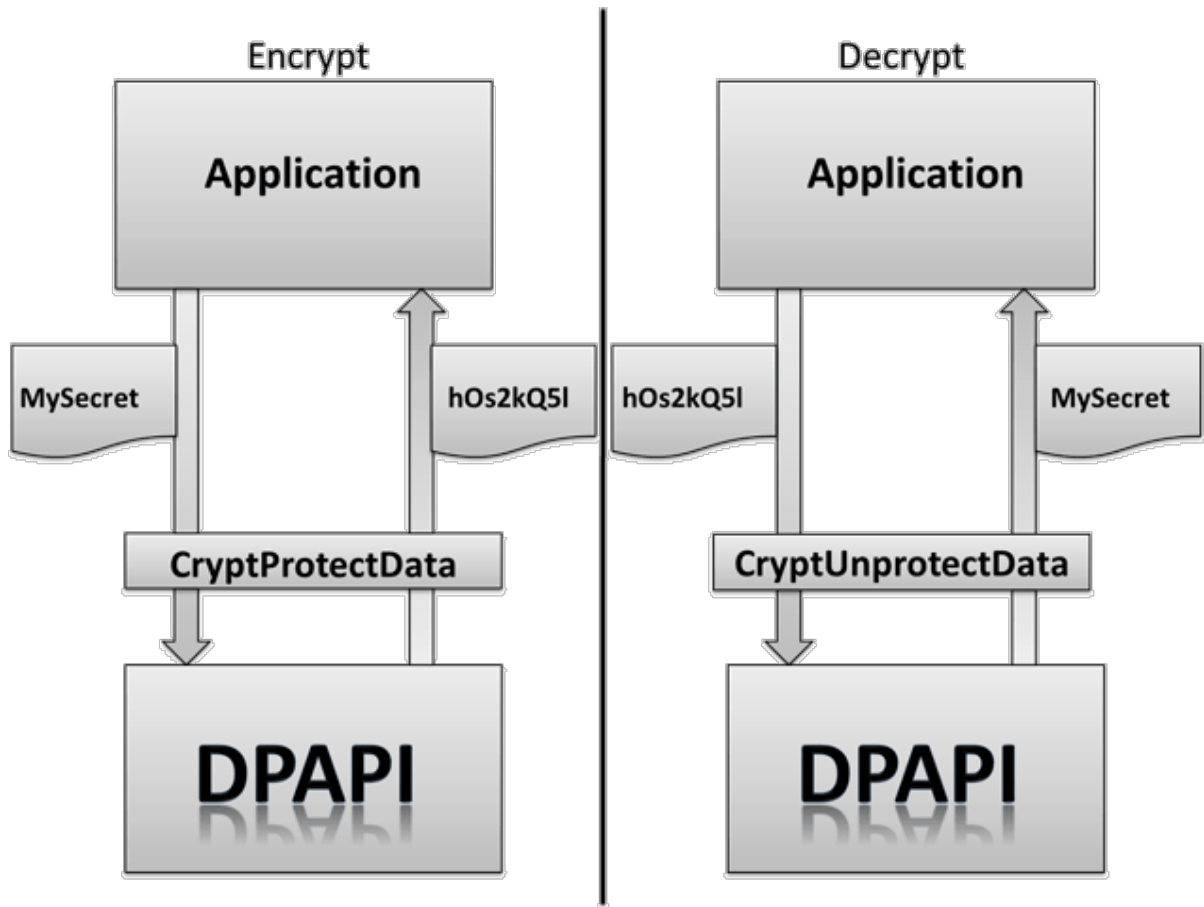 Encrypt
Application
MySecret
hOs2kQ5l
CryptProtectData
DPAPI
Decrypt
Application
hOs2kQ5l
MySecret
CryptUnprotectData
DPAPI